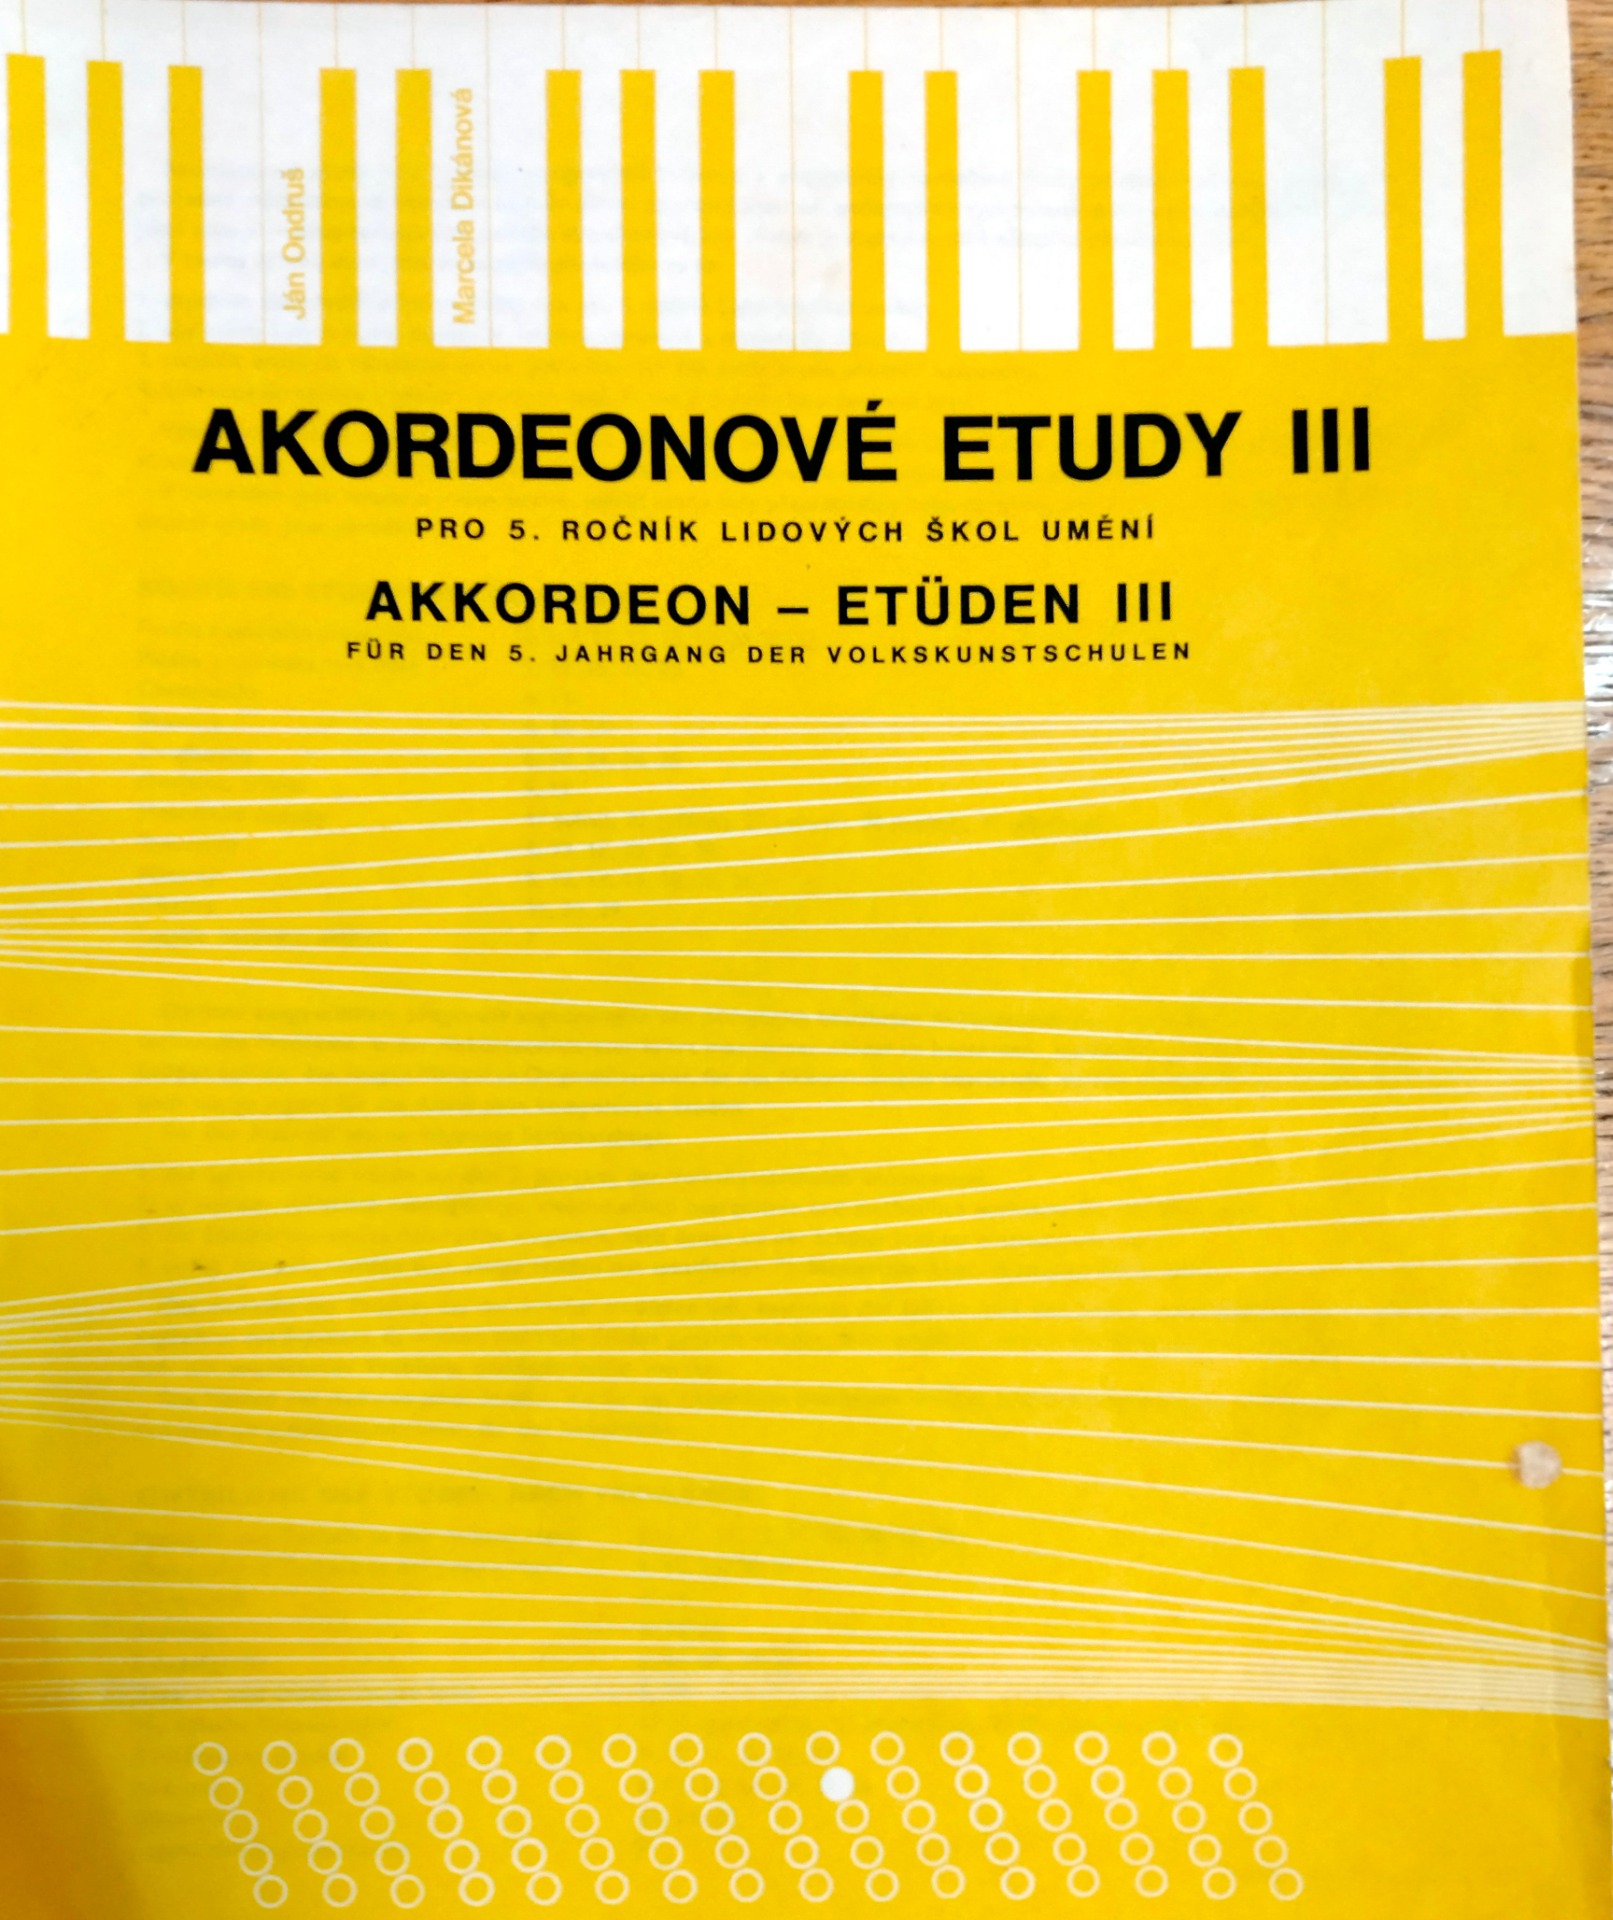 Ján Ondruš
Marcela Dikánová
AKORDEONOVÉ ETUDY III
PRO 5. ROČNÍK LIDOVÝCH ŠKOL UMĚNÍ
AKKORDEON – ETÜDEN III
FÜR DEN 5. JAHRGANG DER VOLKSKUNSTSCHULEN